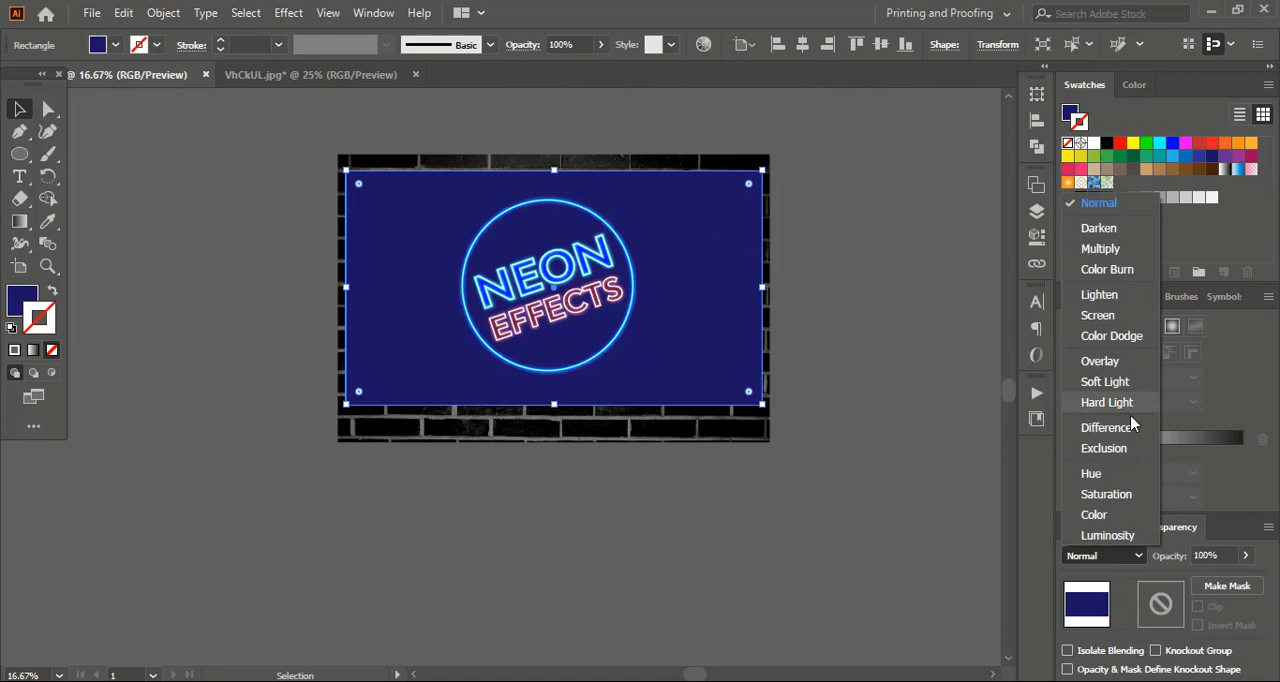 Ai File Edit Object Type Select Effect View Window Help Printing and Proofing Search Adobe Stock
Rectangle Stroke: Basic Opacity: 100% Style: Shape: Transform
@ 16.67% (RGB/Preview) × VhCkUL.jpg* @ 25% (RGB/Preview) ×
Swatches Color
NEON
EFFECTS
Normal
Darken
Multiply
Color Burn
Lighten
Screen
Color Dodge
Overlay
Soft Light
Hard Light
Difference
Exclusion
Hue
Saturation
Color
Luminosity
Brushes Symbols
sparency
Normal Opacity: 100%
Make Mask
Clip
Invert Mask
Isolate Blending Knockout Group
Opacity & Mask Define Knockout Shape
16.67% 1 Selection